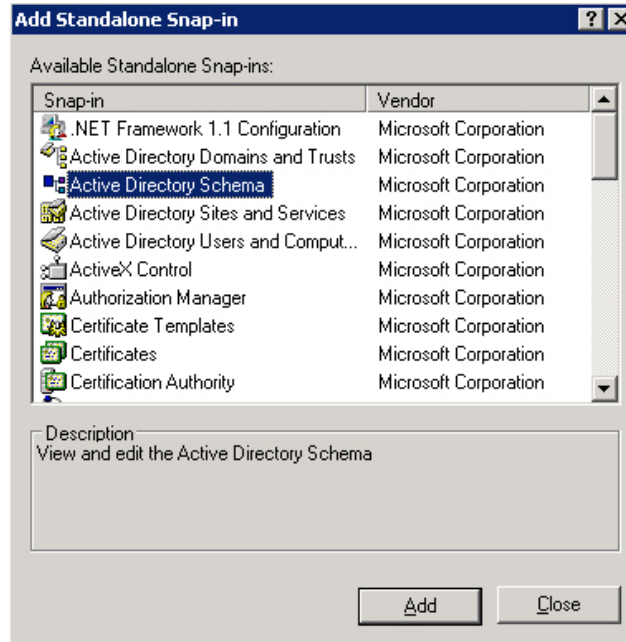 Add Standalone Snap-in
Available Standalone Snap-ins:
Snap-in Vendor
.NET Framework 1.1 Configuration Microsoft Corporation
Active Directory Domains and Trusts Microsoft Corporation
Active Directory Schema Microsoft Corporation
Active Directory Sites and Services Microsoft Corporation
Active Directory Users and Comput... Microsoft Corporation
ActiveX Control Microsoft Corporation
Authorization Manager Microsoft Corporation
Certificate Templates Microsoft Corporation
Certificates Microsoft Corporation
Certification Authority Microsoft Corporation
Description
View and edit the Active Directory Schema
Add Close